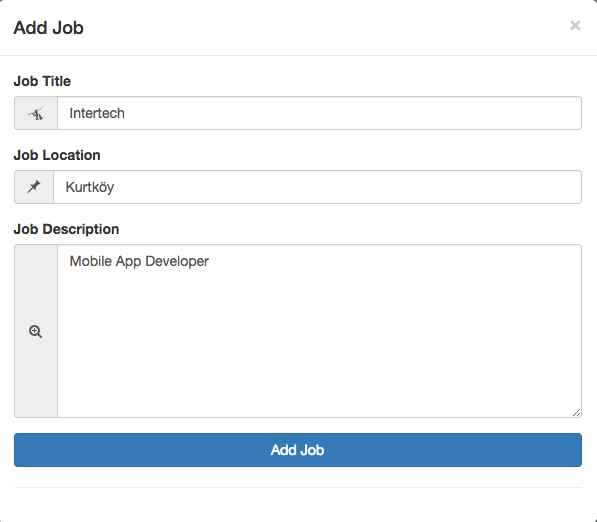 Add Job
×
Job Title
Intertech
Job Location
Kurtköy
Job Description
Mobile App Developer
Add Job